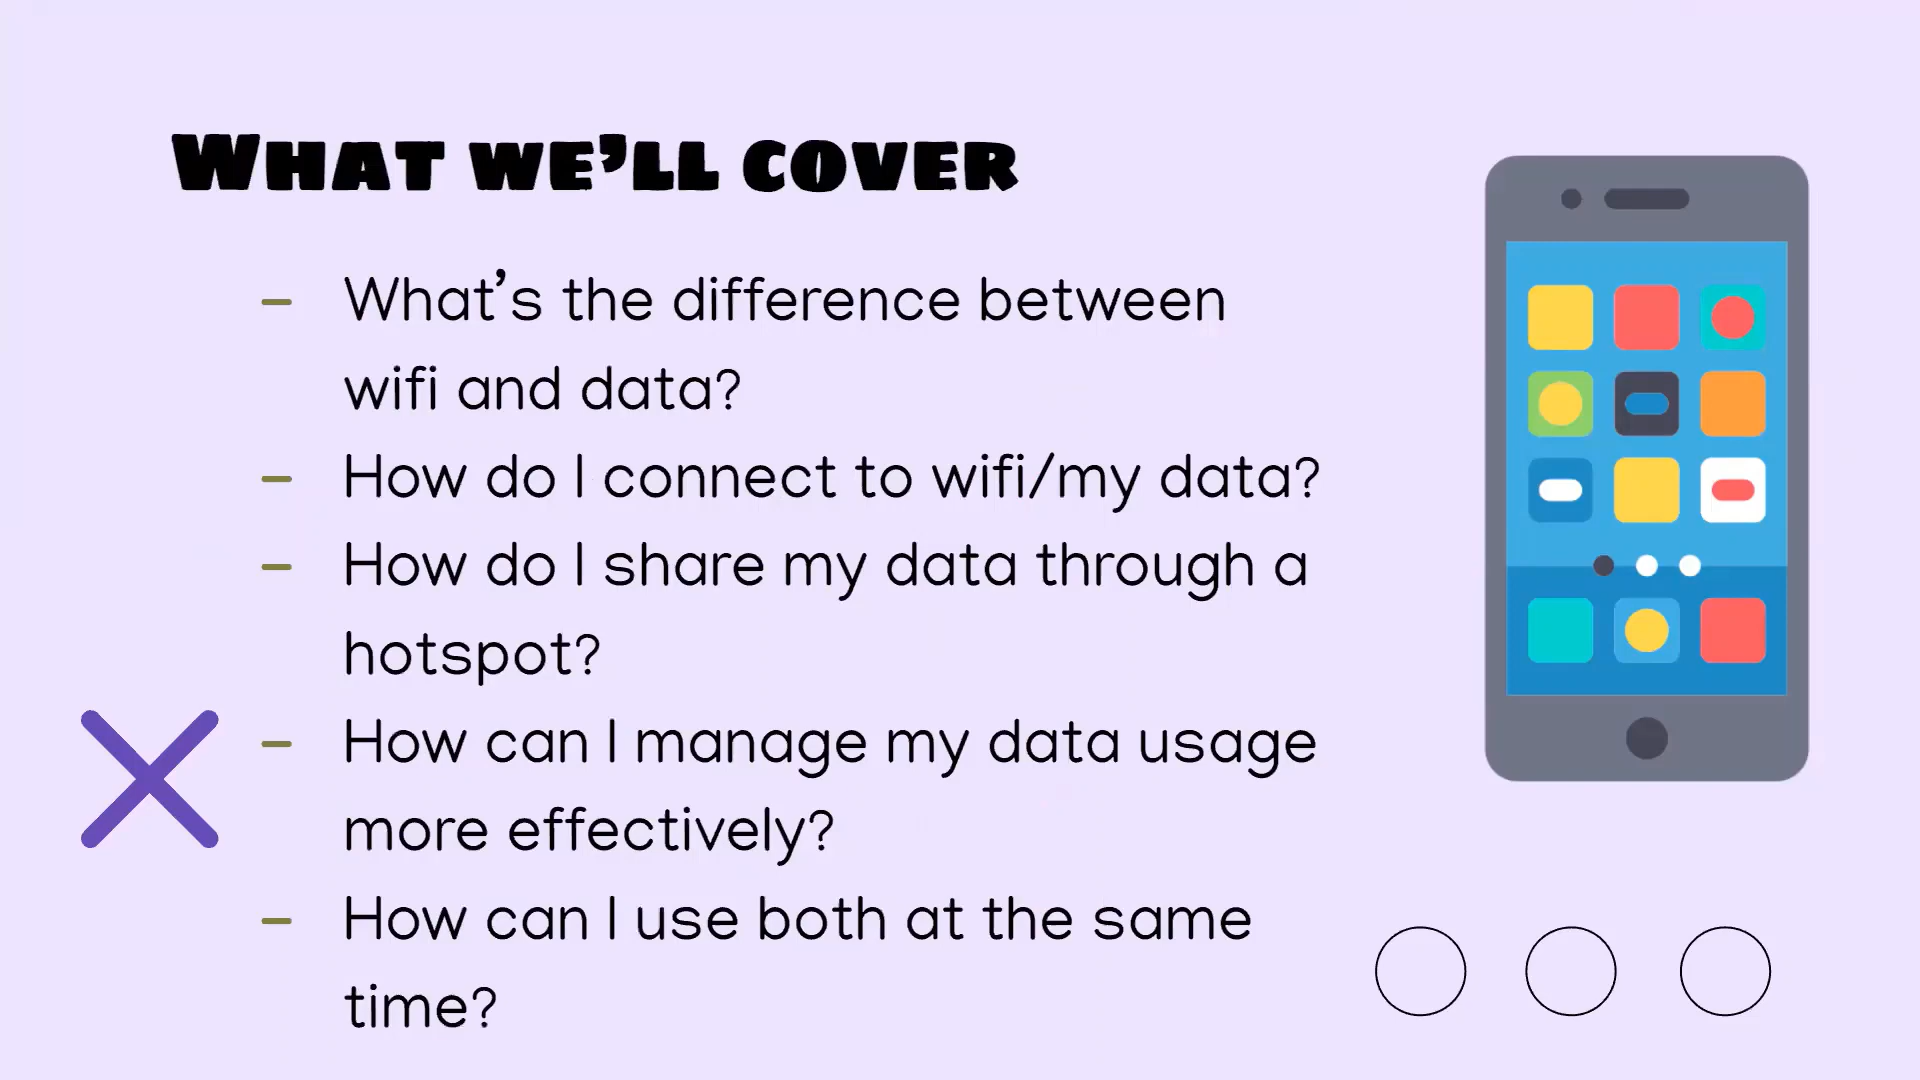 What we’ll cover
– What’s the difference between
wifi and data?
– How do I connect to wifi/my data?
– How do I share my data through a
hotspot?
– How can I manage my data usage
more effectively?
– How can I use both at the same
time?